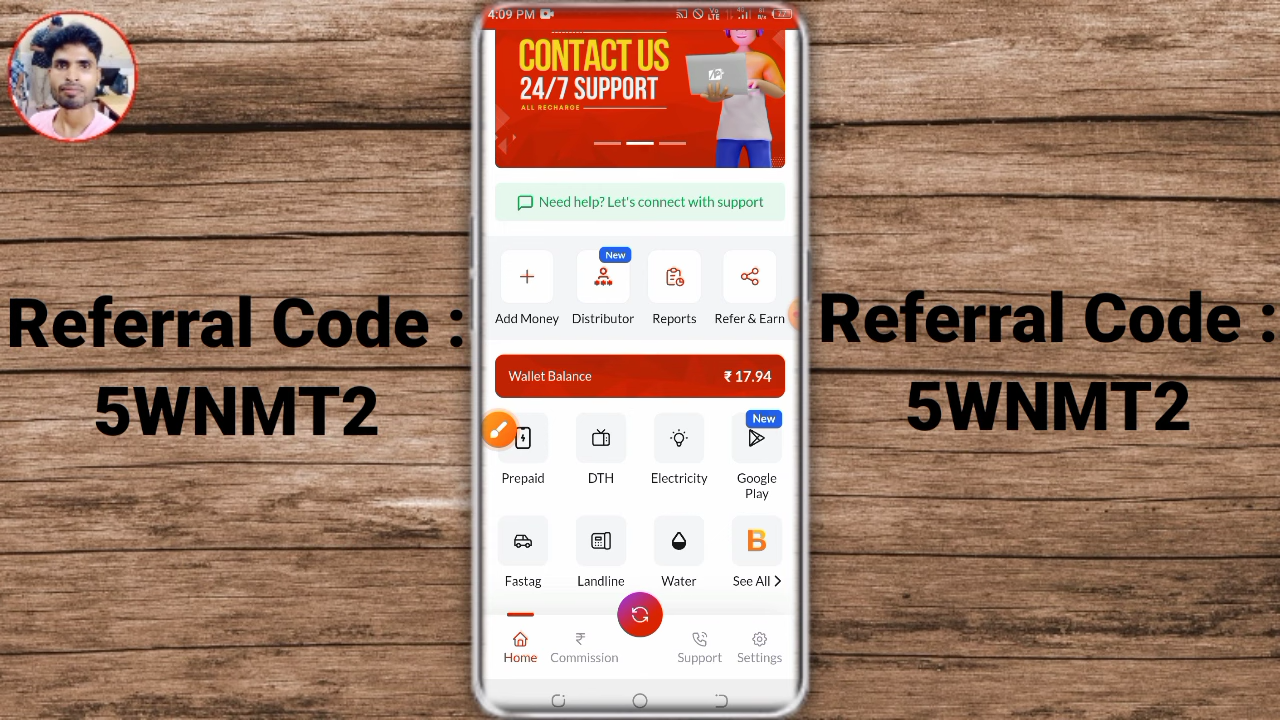 4:09 PM
CONTACT US
24/7 SUPPORT
ALL RECHARGE
Need help? Let's connect with support
New
Add Money
Distributor
Reports
Refer & Earn
Wallet Balance
₹ 17.94
New
Prepaid
DTH
Electricity
Google
Play
Fastag
Landline
Water
B
See All
Home
Commission
Support
Settings
Referral Code :
5WNMT2
Referral Code :
5WNMT2